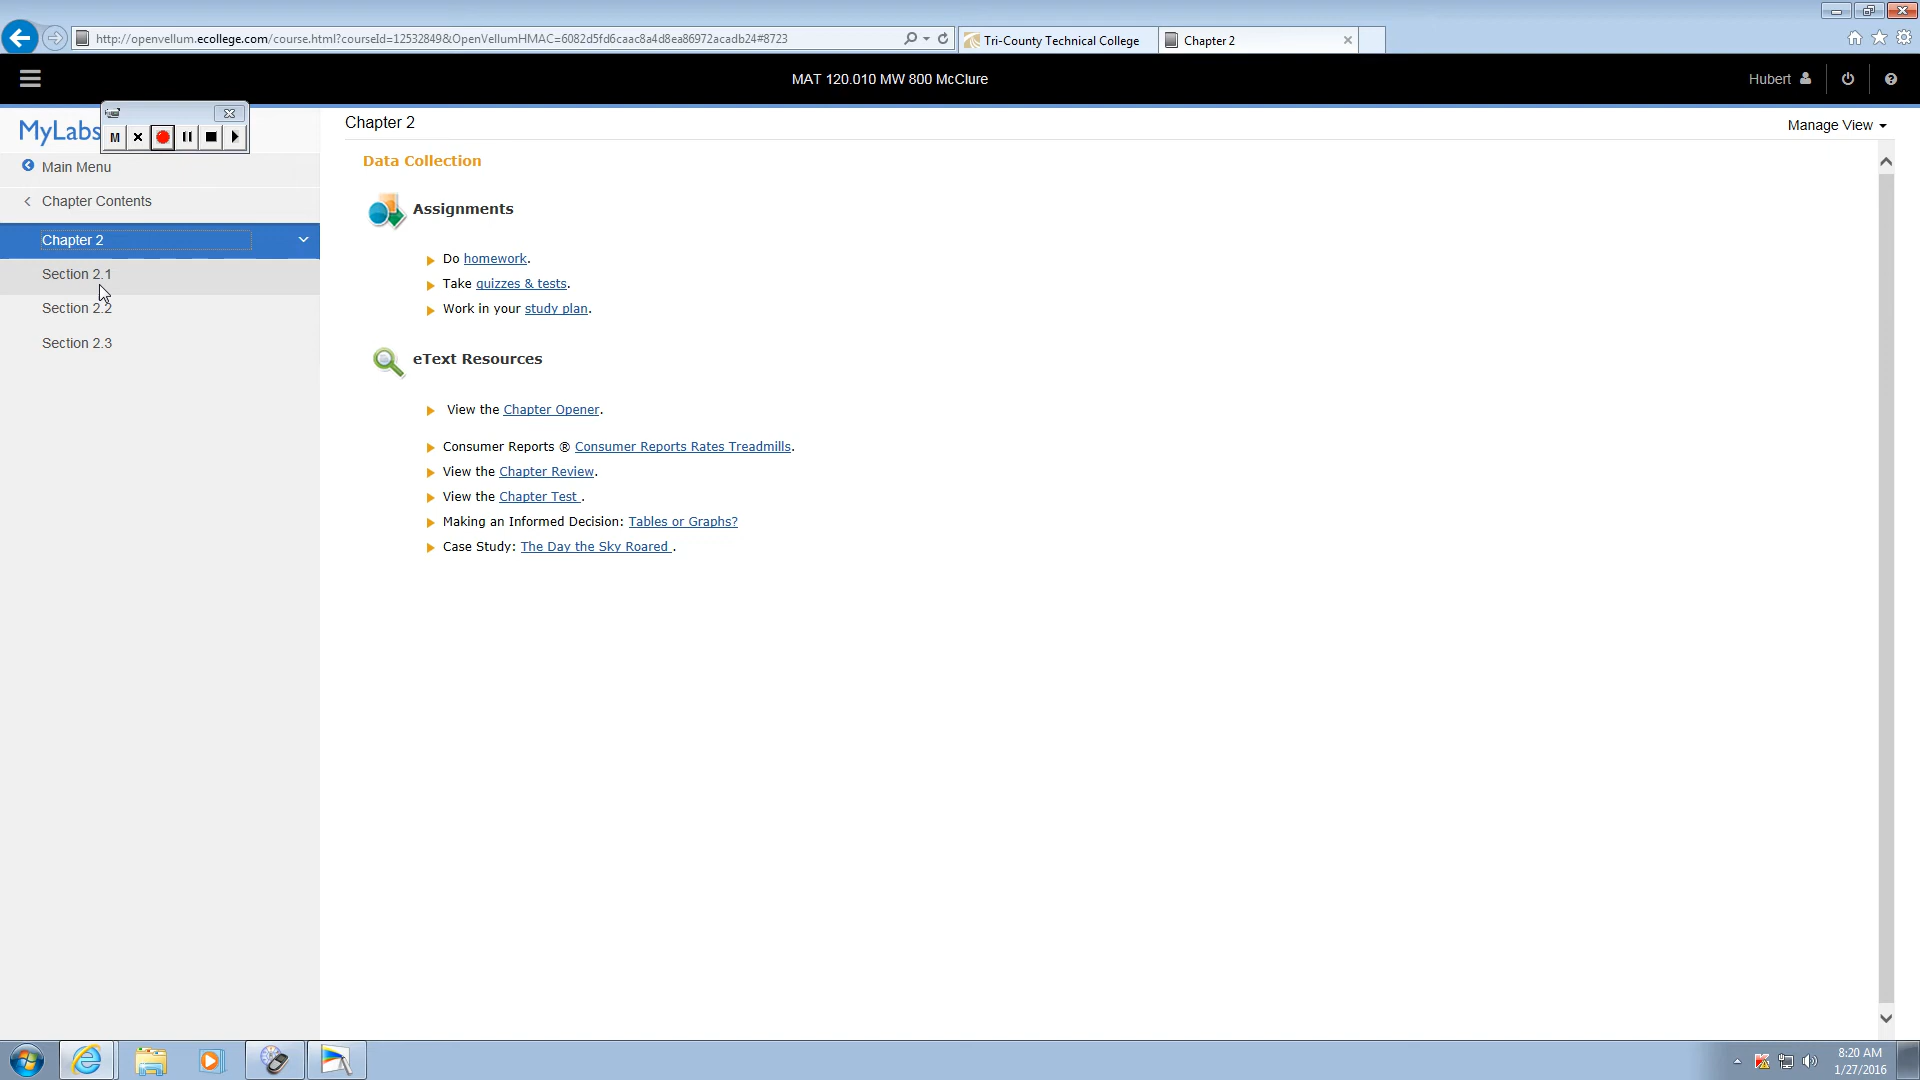 http://openvellum.ecollege.com/course.html?courseId=12532849&OpenVellumHMAC=6082d5fd6caac8a4d8ea86972acadb24#8723
Tri-County Technical College
Chapter 2
MAT 120.010 MW 800 McClure
Hubert
MyLabs
M
Main Menu
Chapter Contents
Chapter 2
Section 2.1
Section 2.2
Section 2.3
Chapter 2
Manage View
Data Collection
Assignments
Do homework.
Take quizzes & tests.
Work in your study plan.
eText Resources
View the Chapter Opener.
Consumer Reports ® Consumer Reports Rates Treadmills.
View the Chapter Review.
View the Chapter Test .
Making an Informed Decision: Tables or Graphs?
Case Study: The Day the Sky Roared .
8:20 AM
1/27/2016